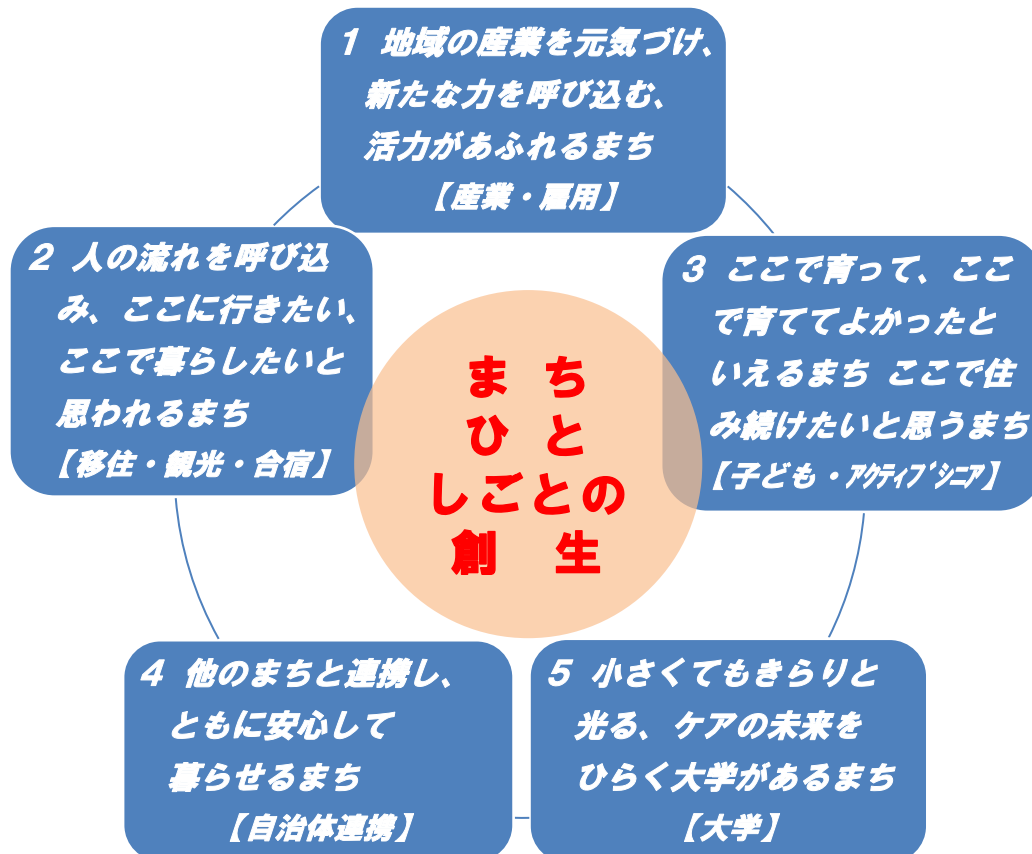 1 地域の産業を元気づけ、
新たな力を呼び込む、
活力があふれるまち
【産業・雇用】
2 人の流れを呼び込
み、ここに行きたい、
ここで暮らしたいと
思われるまち
【移住・観光・合宿】
3 ここで育って、ここ
で育ててよかったと
いえるまち ここで住
み続けたいと思うまち
【子ども・アクティブシニア】
まち
ひと
しごとの
創生
4 他のまちと連携し、
ともに安心して
暮らせるまち
【自治体連携】
5 小さくてもきらりと
光る、ケアの未来を
ひらく大学があるまち
【大学】